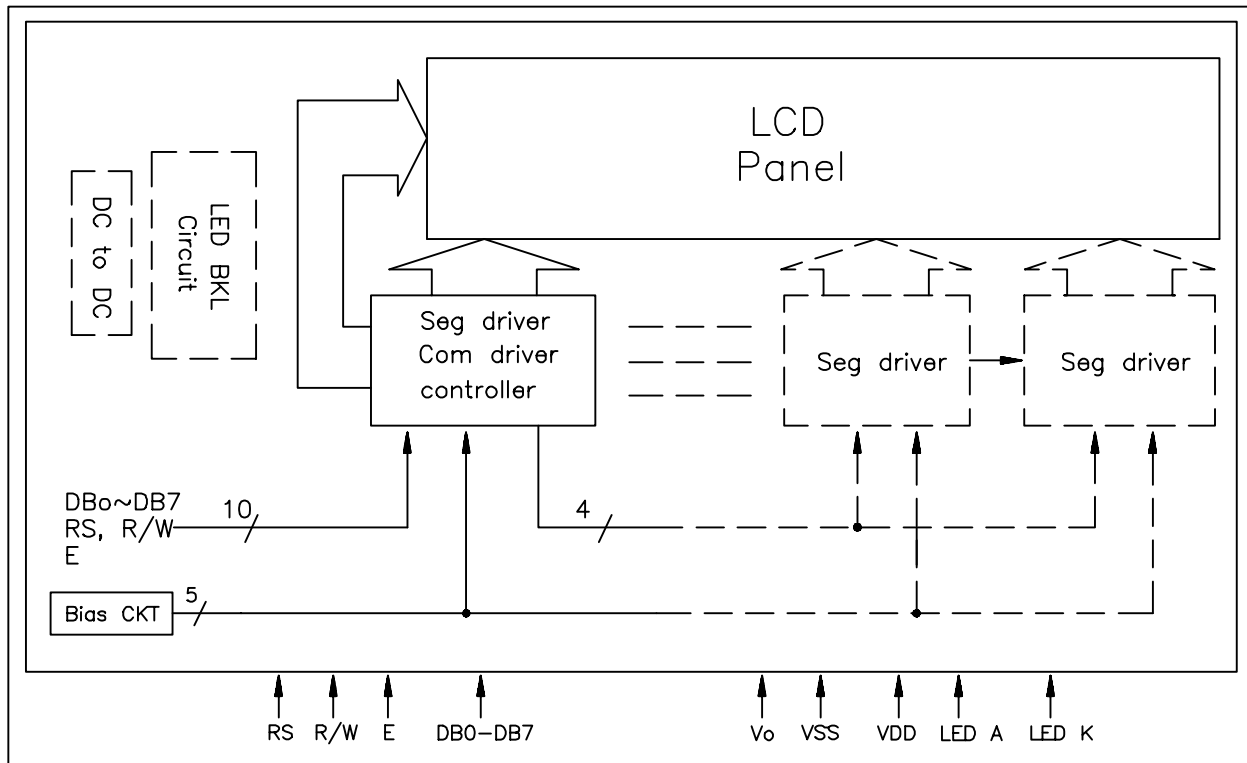 LCD
Panel
DC to DC
LED BKL
Circuit
Seg driver
Com driver
controller
Seg driver
Seg driver
DBo~DB7
RS, R/W
E
10
4
Bias CKT
5
RS
R/W
E
DB0-DB7
Vo
VSS
VDD
LED A
LED K